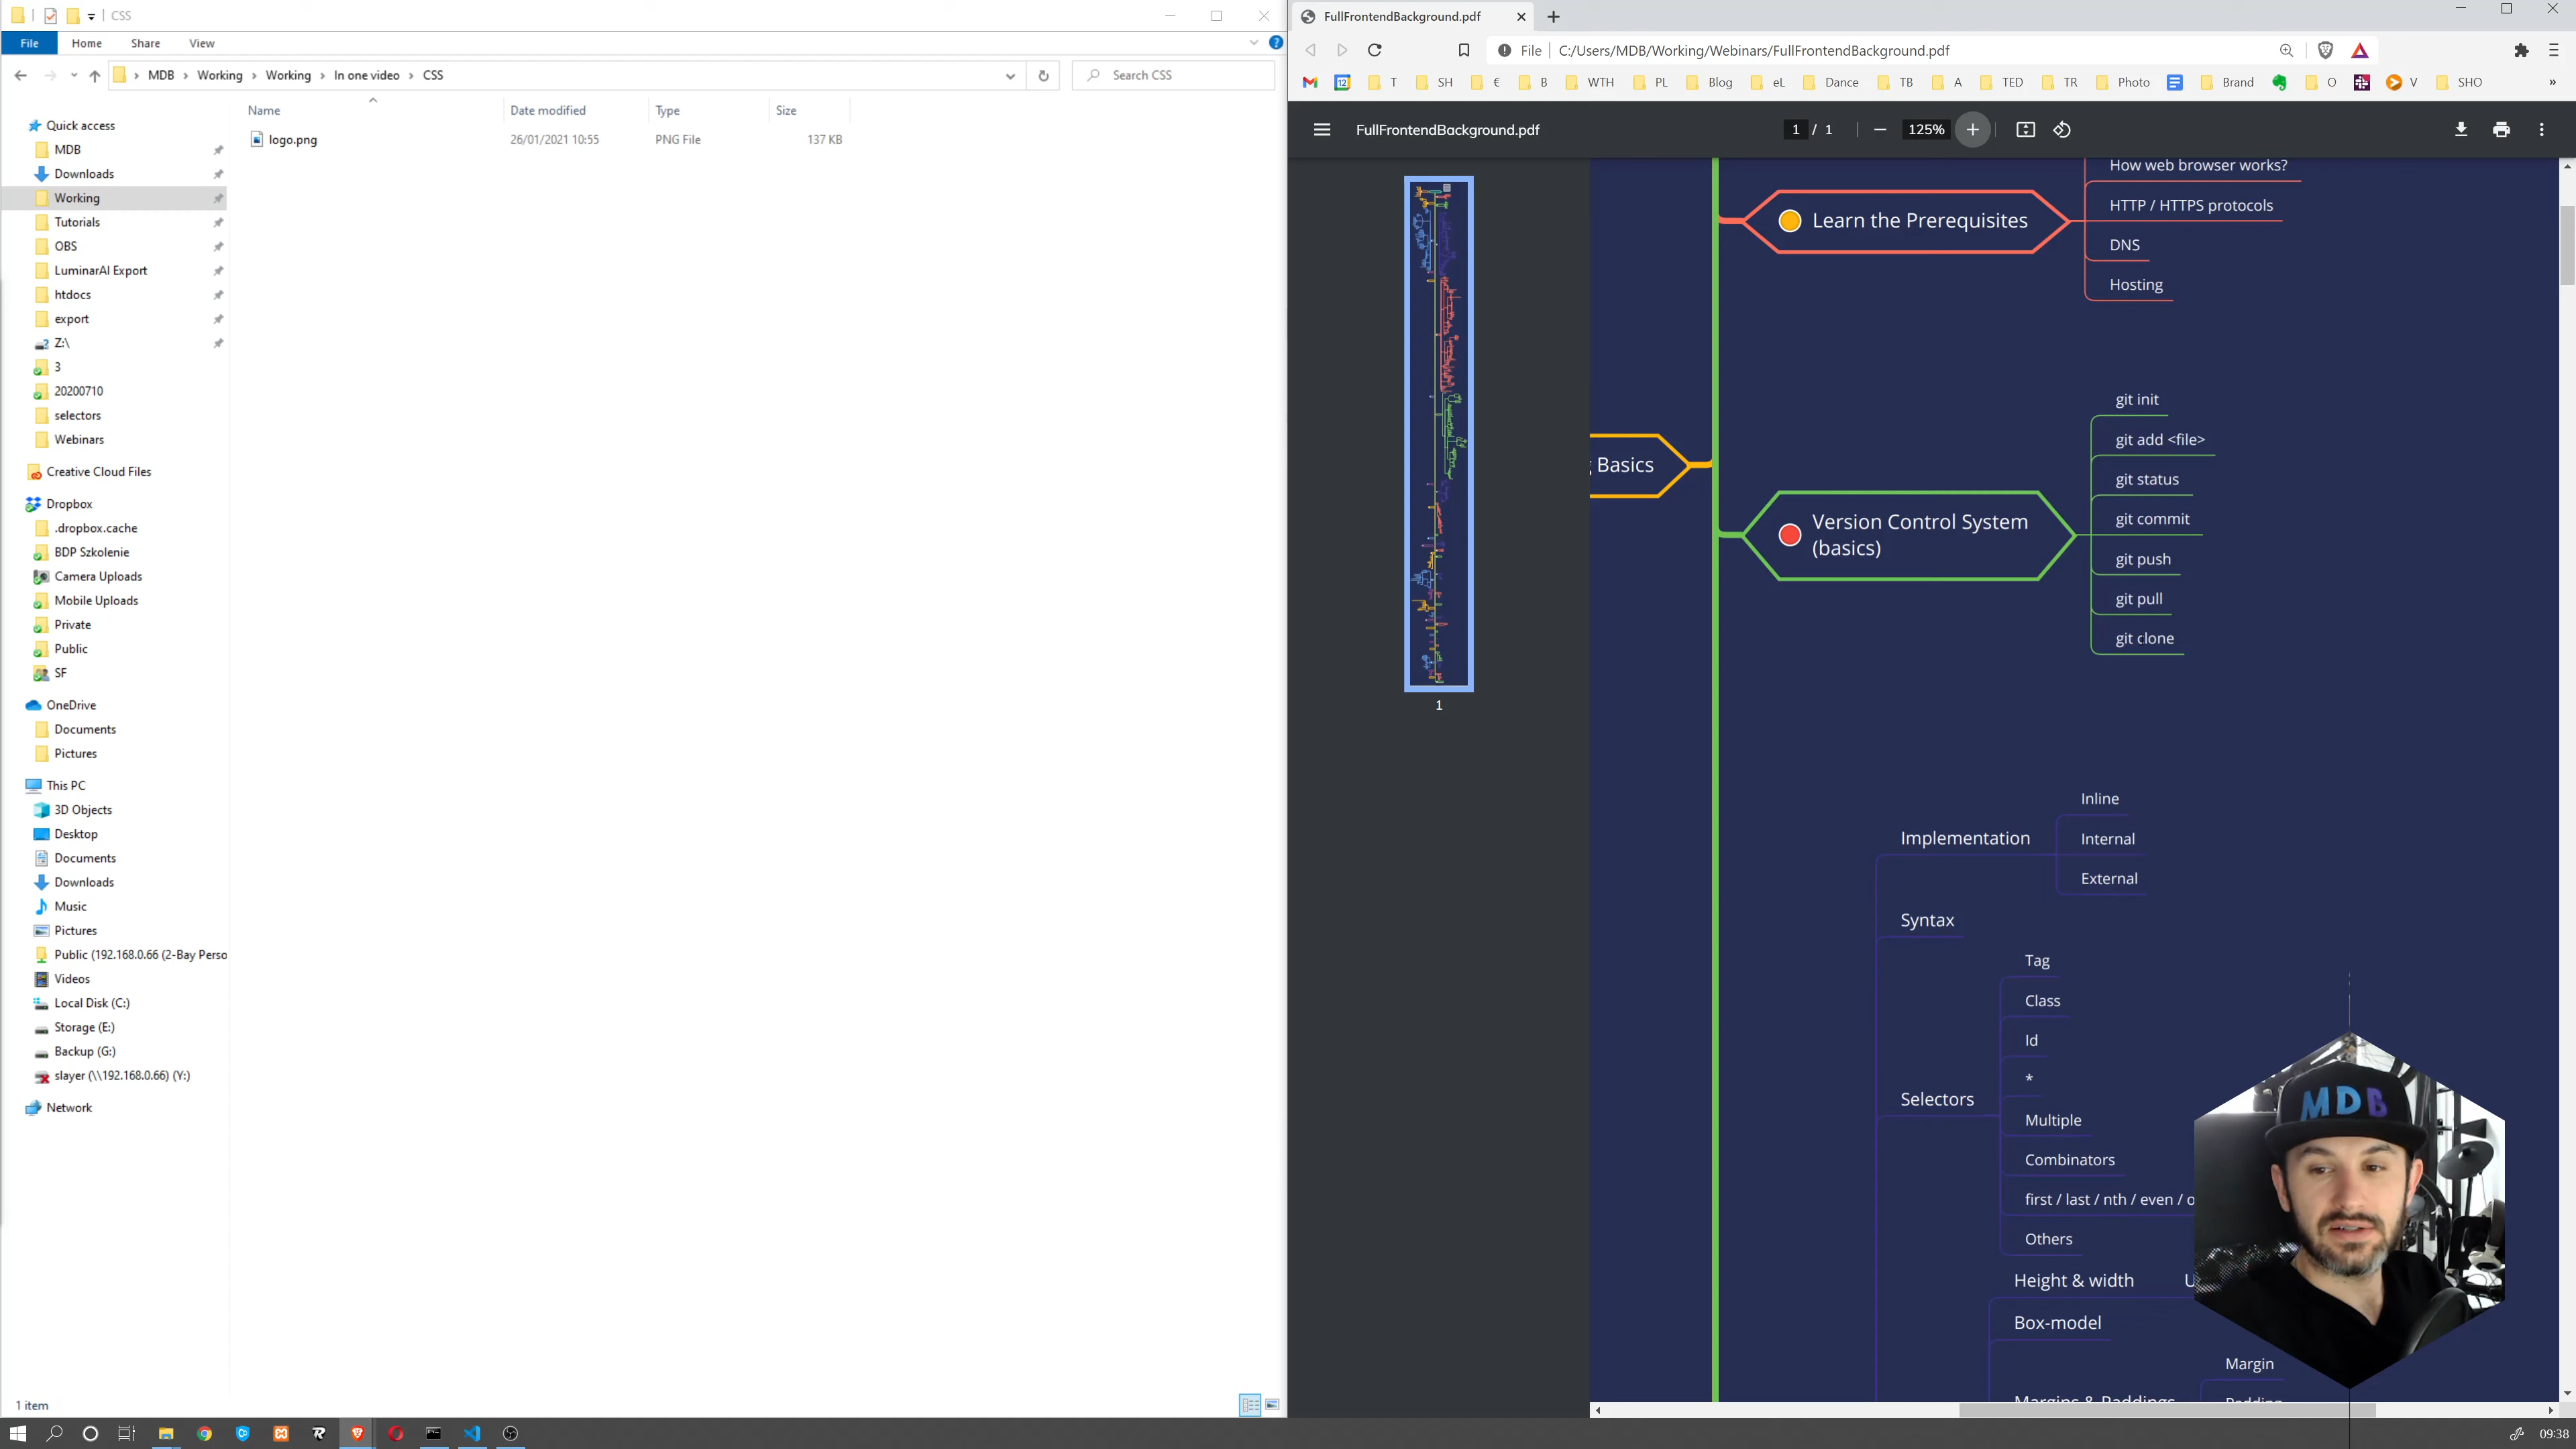 CSS
File Home Share View
MDB › Working › Working › In one video › CSS
Search CSS
Name Date modified Type Size
logo.png 26/01/2021 10:55 PNG File 137 KB
Quick access
MDB
Downloads
Working
Tutorials
OBS
LuminarAI Export
htdocs
export
Z:\
3
20200710
selectors
Webinars
Creative Cloud Files
Dropbox
.dropbox.cache
BDP Szkolenie
Camera Uploads
Mobile Uploads
Private
Public
SF
OneDrive
Documents
Pictures
This PC
3D Objects
Desktop
Documents
Downloads
Music
Pictures
Public (192.168.0.66 (2-Bay Perso
Videos
Local Disk (C:)
Storage (E:)
Backup (G:)
slayer (\\192.168.0.66) (Y:)
Network
1 item
FullFrontendBackground.pdf
File | C:/Users/MDB/Working/Webinars/FullFrontendBackground.pdf
12 T SH € B WTH PL Blog eL Dance TB A TED TR Photo Brand O V SHO »
FullFrontendBackground.pdf
1 / 1
125%
1
How web browser works?
HTTP / HTTPS protocols
Learn the Prerequisites
DNS
Hosting
Basics
git init
git add <file>
git status
git commit
git push
git pull
git clone
Version Control System
(basics)
Implementation
Inline
Internal
External
Syntax
Selectors
Tag
Class
Id
*
Multiple
Combinators
first / last / nth / even / o
Others
Height & width U
Box-model
Margin
Margins & Paddings
Padding
MDB
09:38